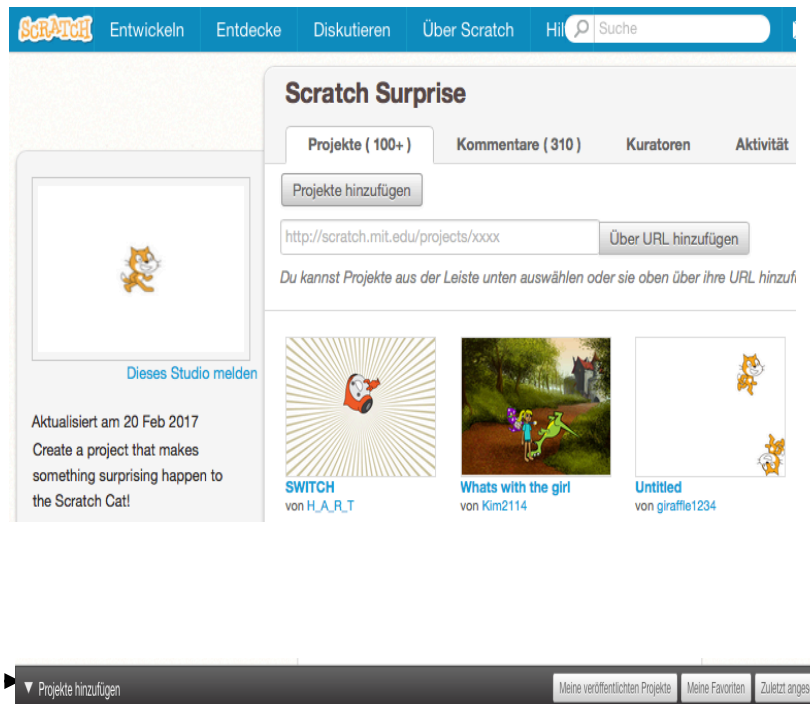 SCRATCH Entwickeln Entdecke Diskutieren Über Scratch Hil Suche
Scratch Surprise
Projekte ( 100+ ) Kommentare ( 310 ) Kuratoren Aktivität
Projekte hinzufügen
http://scratch.mit.edu/projects/xxxx Über URL hinzufügen
Du kannst Projekte aus der Leiste unten auswählen oder sie oben über ihre URL hinzufü
Dieses Studio melden
Aktualisiert am 20 Feb 2017
Create a project that makes
something surprising happen to
the Scratch Cat!
SWITCH
von H_A_R_T
Whats with the girl
von Kim2114
Untitled
von giraffle1234
Projekte hinzufügen Meine veröffentlichten Projekte Meine Favoriten Zuletzt anges